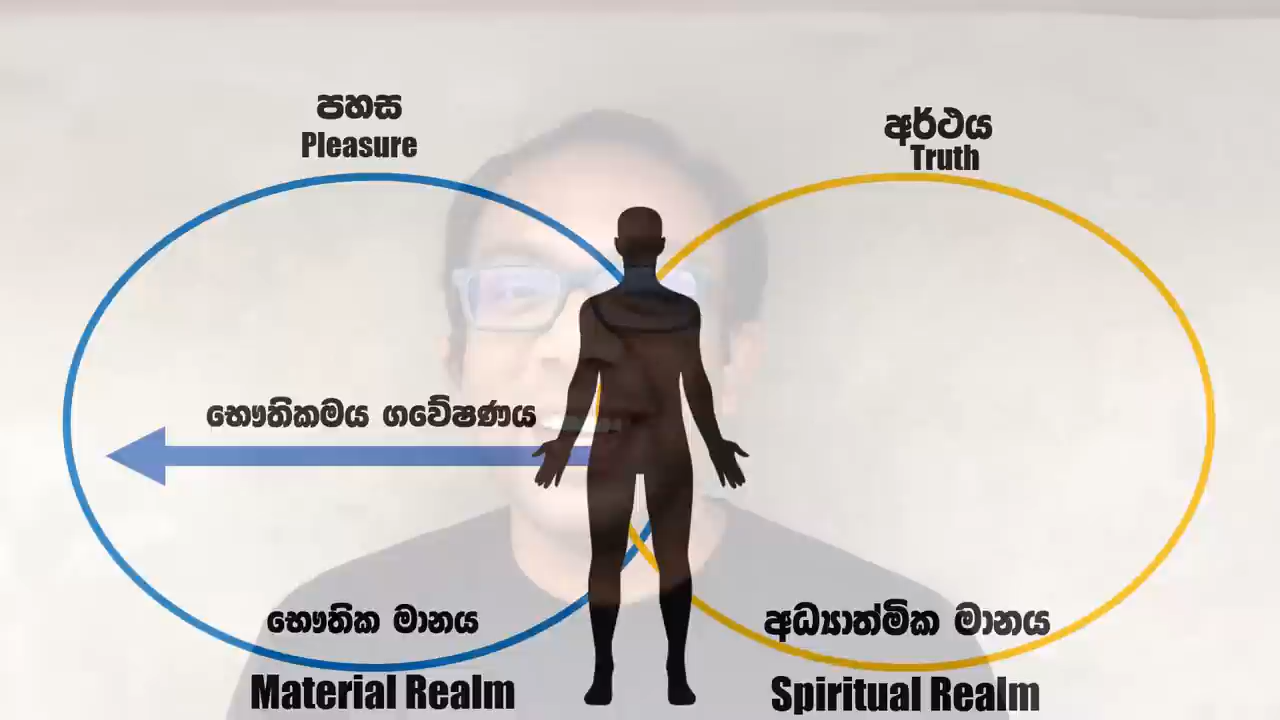 පහස
Pleasure
අර්ථය
Truth
භෞතිකමය ගවේෂණය
භෞතික මානය
Material Realm
අධ්‍යාත්මික මානය
Spiritual Realm